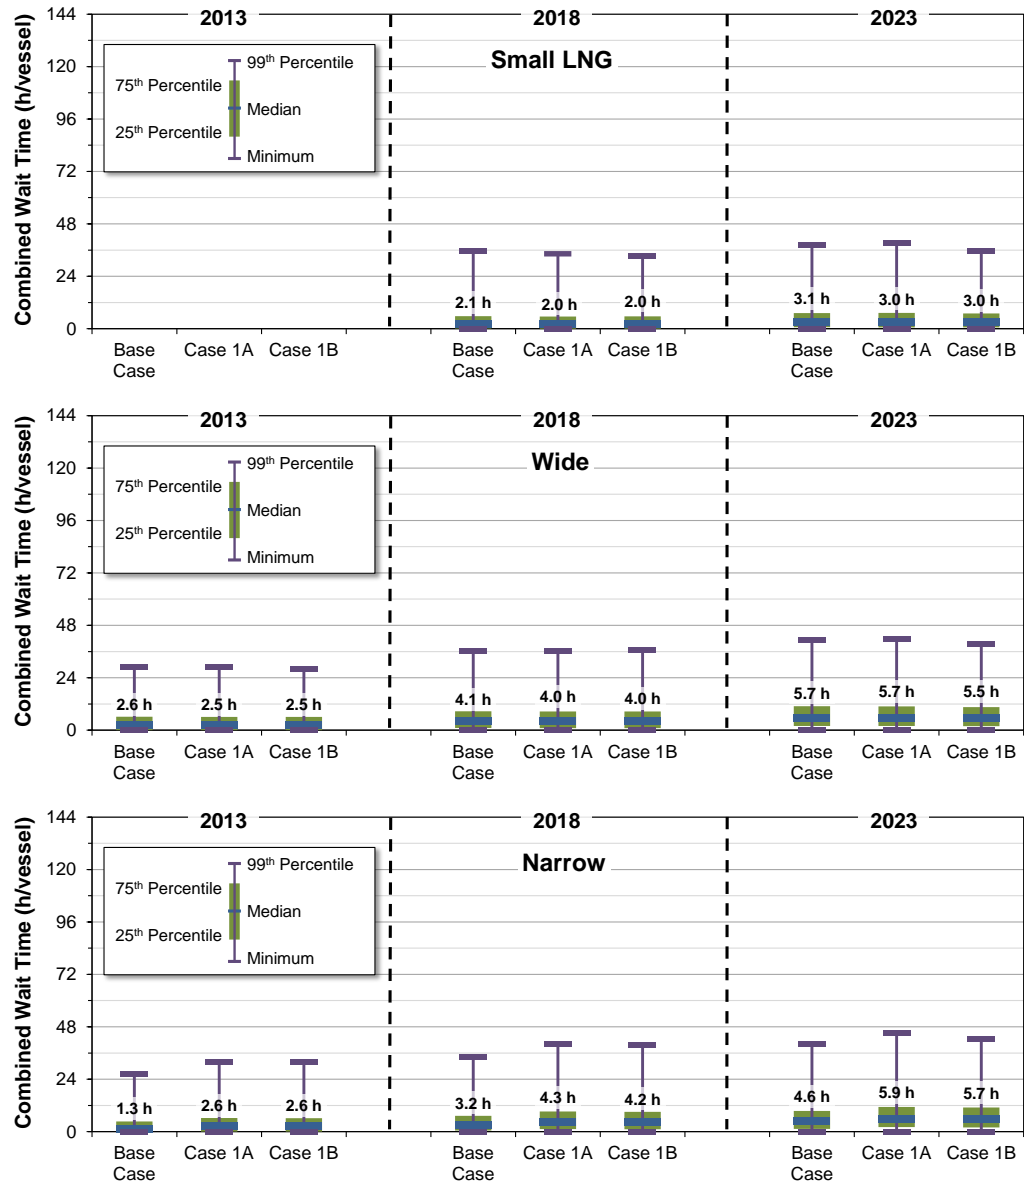 2013
2018
2023
Small LNG
Combined Wait Time (h/vessel)
144
120
96
72
48
24
0
99th Percentile
75th Percentile
Median
25th Percentile
Minimum
2.1 h
2.0 h
2.0 h
3.1 h
3.0 h
3.0 h
Base
Case
Case 1A
Case 1B
Base
Case
Case 1A
Case 1B
Base
Case
Case 1A
Case 1B
2013
2018
2023
Wide
Combined Wait Time (h/vessel)
144
120
96
72
48
24
0
99th Percentile
75th Percentile
Median
25th Percentile
Minimum
2.6 h
2.5 h
2.5 h
4.1 h
4.0 h
4.0 h
5.7 h
5.7 h
5.5 h
Base
Case
Case 1A
Case 1B
Base
Case
Case 1A
Case 1B
Base
Case
Case 1A
Case 1B
2013
2018
2023
Narrow
Combined Wait Time (h/vessel)
144
120
96
72
48
24
0
99th Percentile
75th Percentile
Median
25th Percentile
Minimum
1.3 h
2.6 h
2.6 h
3.2 h
4.3 h
4.2 h
4.6 h
5.9 h
5.7 h
Base
Case
Case 1A
Case 1B
Base
Case
Case 1A
Case 1B
Base
Case
Case 1A
Case 1B